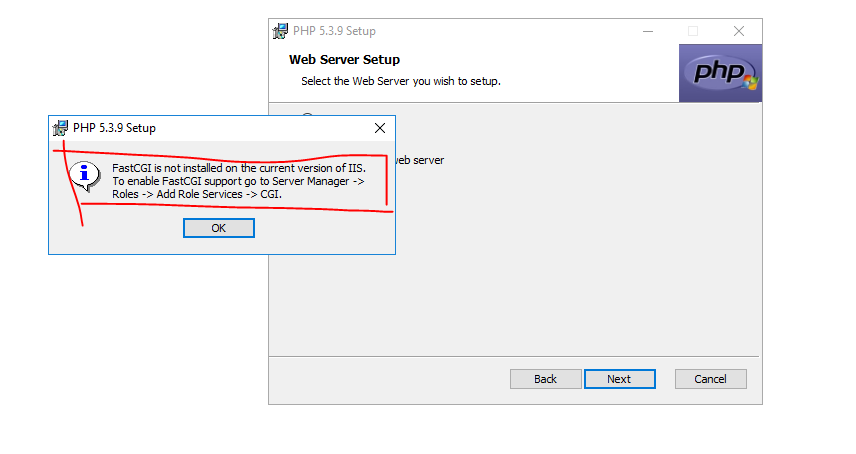 PHP 5.3.9 Setup
Web Server Setup
Select the Web Server you wish to setup.
php
PHP 5.3.9 Setup
FastCGI is not installed on the current version of IIS.
To enable FastCGI support go to Server Manager ->
Roles -> Add Role Services -> CGI.
OK
web server
Back
Next
Cancel